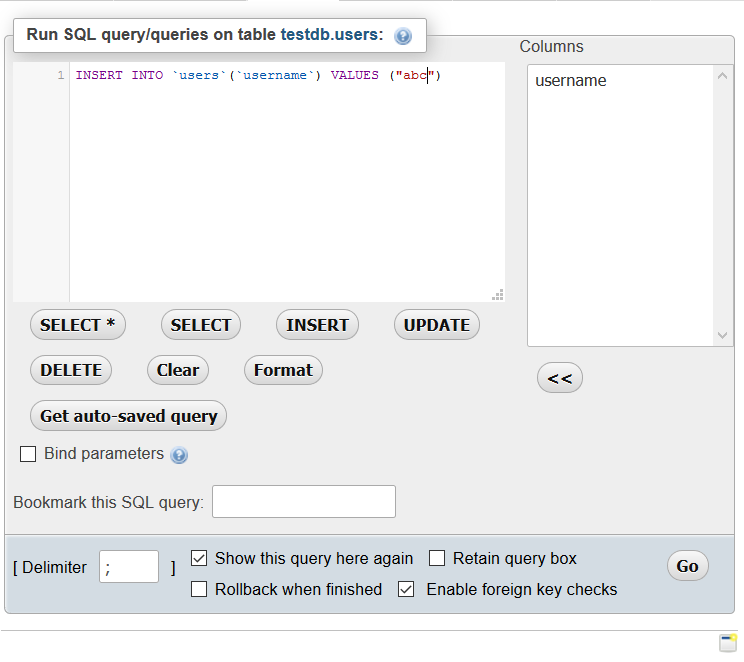 Run SQL query/queries on table testdb.users:
Columns
1 INSERT INTO `users`(`username`) VALUES ("abc")
username
SELECT * SELECT INSERT UPDATE
DELETE Clear Format
<<
Get auto-saved query
Bind parameters
Bookmark this SQL query:
[ Delimiter ; ] Show this query here again Retain query box
Rollback when finished Enable foreign key checks
Go